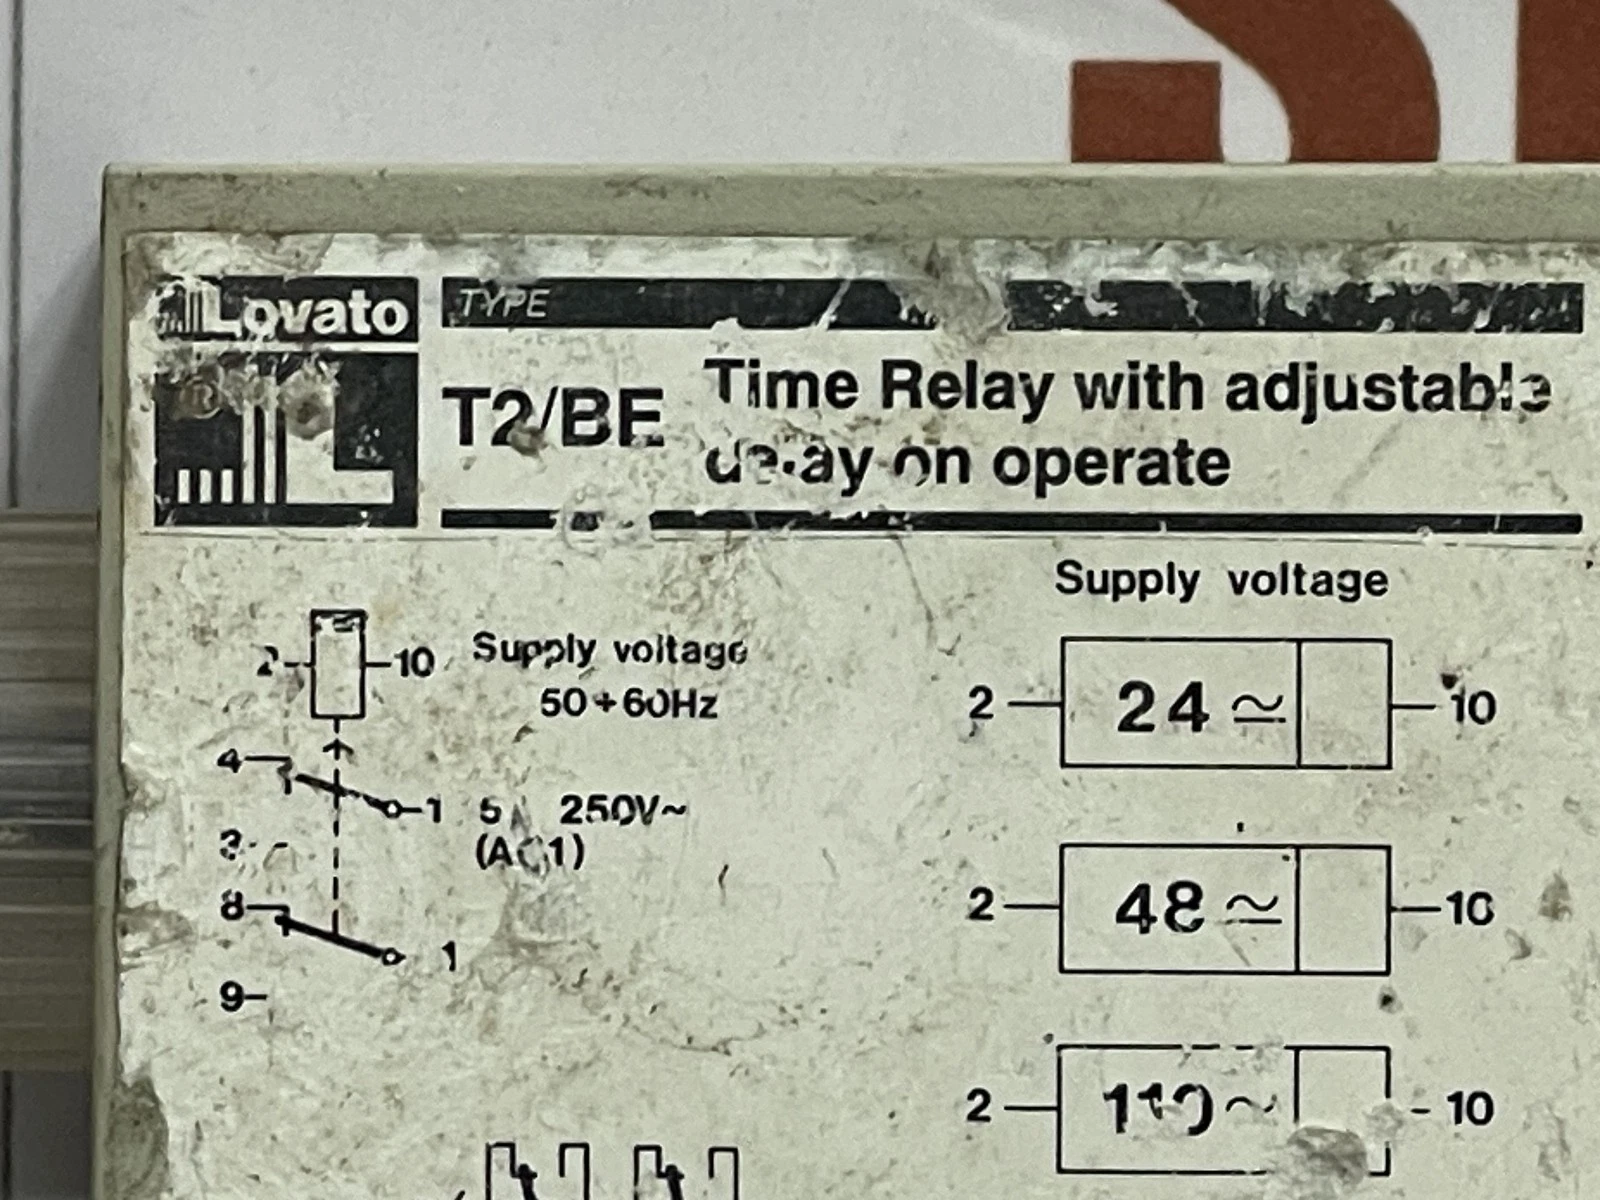 Lovato
TYPE
T2/BE
Time Relay with adjustable
delay on operate
®
Supply voltage
2 10 Supply voltage
50÷60Hz
2 24 ≃ 10
4
1 5A 250V~
(AC1)
3
8
2 48 ≃ 10
1
9
2 110 ~ 10